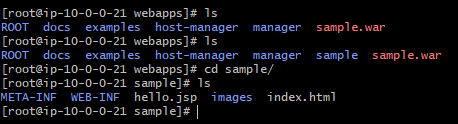 [root@ip-10-0-0-21 webapps]# ls
ROOT  docs  examples  host-manager  manager  sample.war
[root@ip-10-0-0-21 webapps]# ls
ROOT  docs  examples  host-manager  manager  sample  sample.war
[root@ip-10-0-0-21 webapps]# cd sample/
[root@ip-10-0-0-21 sample]# ls
META-INF  WEB-INF  hello.jsp  images  index.html
[root@ip-10-0-0-21 sample]#